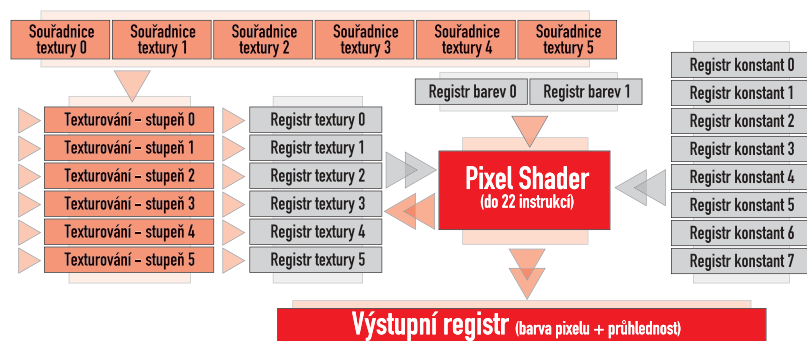 Souřadnice textury 0
Souřadnice textury 1
Souřadnice textury 2
Souřadnice textury 3
Souřadnice textury 4
Souřadnice textury 5
Registr barev 0
Registr barev 1
Registr konstant 0
Registr konstant 1
Registr konstant 2
Registr konstant 3
Registr konstant 4
Registr konstant 5
Registr konstant 6
Registr konstant 7
Texturování – stupeň 0
Texturování – stupeň 1
Texturování – stupeň 2
Texturování – stupeň 3
Texturování – stupeň 4
Texturování – stupeň 5
Registr textury 0
Registr textury 1
Registr textury 2
Registr textury 3
Registr textury 4
Registr textury 5
Pixel Shader
(do 22 instrukcí)
Výstupní registr (barva pixelu + průhlednost)